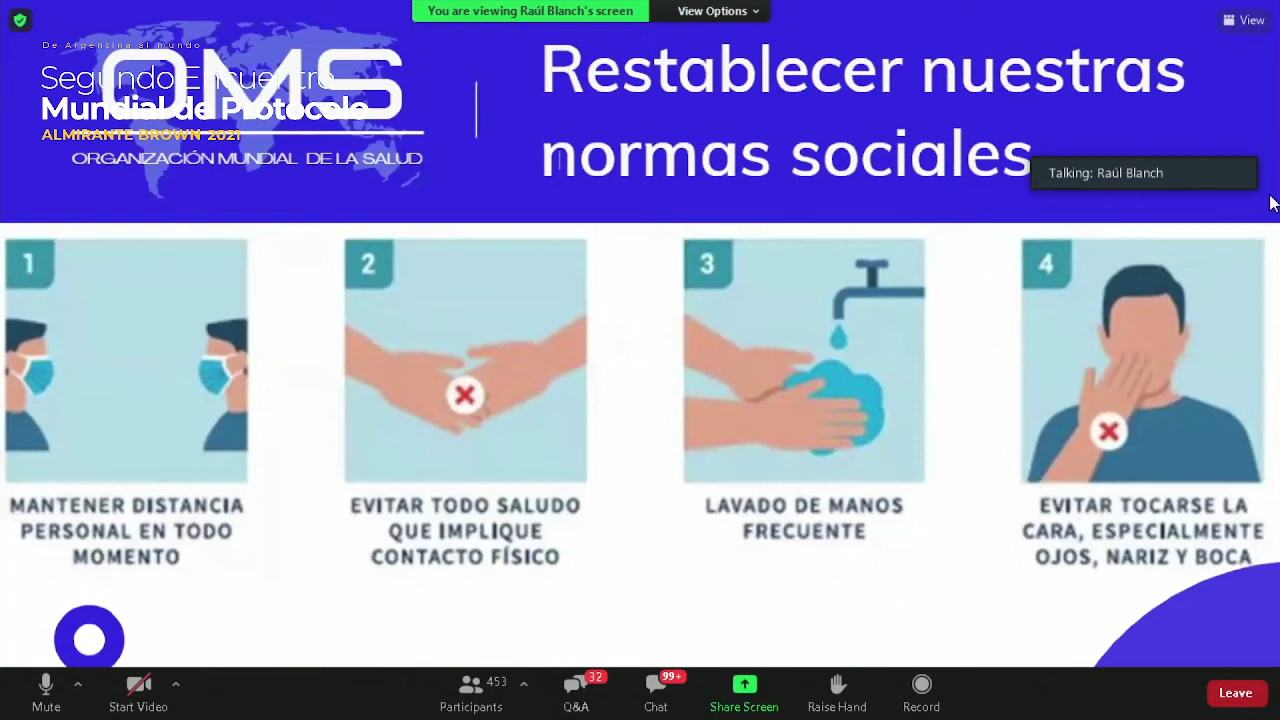 You are viewing Raúl Blanch's screen
View Options
View
De Argentina al mundo
Segundo Encuentro
Mundial de Protocolo
ALMIRANTE BROWN 2021
OMS
ORGANIZACIÓN MUNDIAL DE LA SALUD
Restablecer nuestras
normas sociales
Talking: Raúl Blanch
1
MANTENER DISTANCIA
PERSONAL EN TODO
MOMENTO
2
EVITAR TODO SALUDO
QUE IMPLIQUE
CONTACTO FÍSICO
3
LAVADO DE MANOS
FRECUENTE
4
EVITAR TOCARSE LA
CARA, ESPECIALMENTE
OJOS, NARIZ Y BOCA
Mute
Start Video
453
Participants
32
Q&A
99+
Chat
Share Screen
Raise Hand
Record
Leave